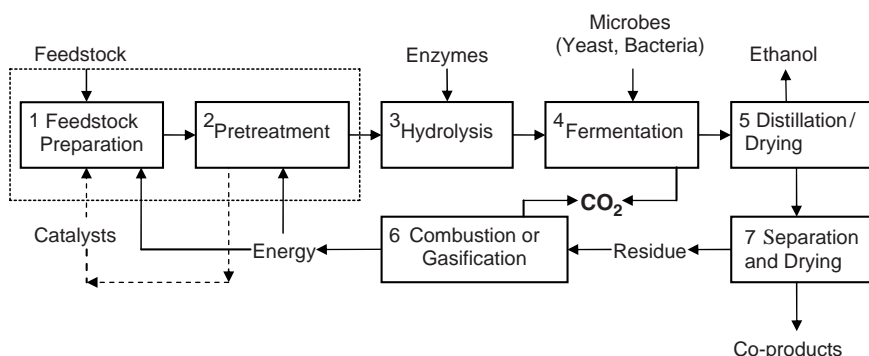 Feedstock
Enzymes
Microbes
(Yeast, Bacteria)
Ethanol
1 Feedstock
Preparation
2 Pretreatment
3 Hydrolysis
4 Fermentation
5 Distillation/
Drying
CO2
Catalysts
Energy
6 Combustion or
Gasification
Residue
7 Separation
and Drying
Co-products